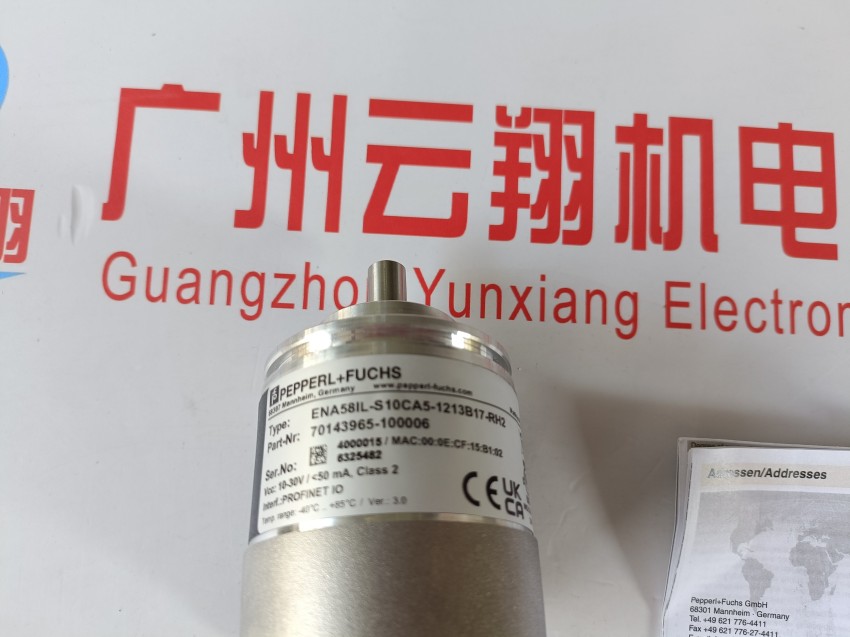 广州云翔机电
翔
Guangzho Yunxiang Electron
PEPPERL+FUCHS
68307 Mannheim, Germany www.pepperl-fuchs.com
Type: ENA58IL-S10CA5-1213B17-RH2
Part-Nr: 70143965-100006
4000015 / MAC:00:0E:CF:15:B1:02
Ser.No: 6325482
Vcc: 10-30V / <50 mA, Class 2
Interf.:PROFINET IO
Temp. range: -40°C .. +85°C / Ver.: 3.0
CE UK
CA
Adressen/Addresses
Pepperl+Fuchs GmbH
68301 Mannheim · Germany
Tel. +49 621 776-4411
Fax +49 621 776-27-4411